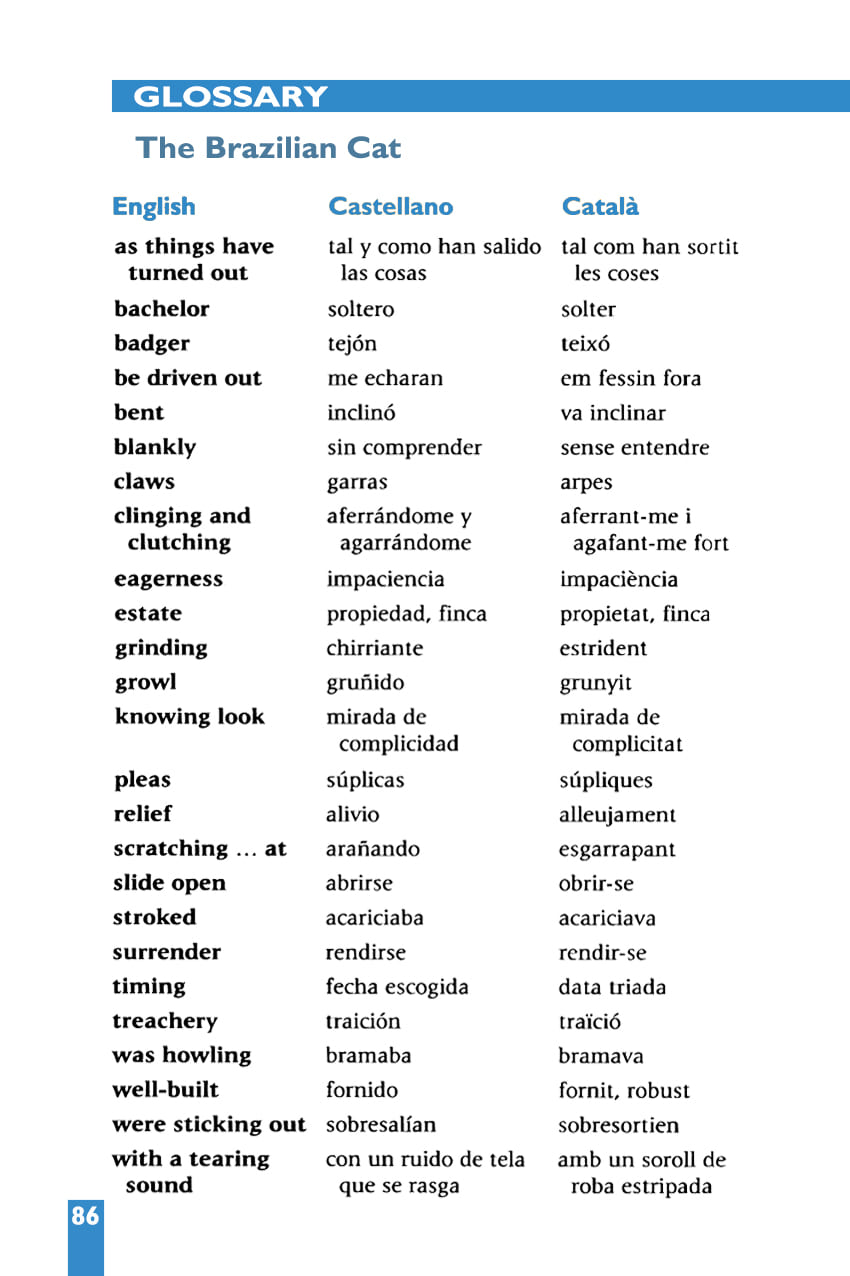 GLOSSARY
The Brazilian Cat
English Castellano Català
as things have tal y como han salido tal com han sortit
turned out las cosas les coses
bachelor soltero solter
badger tejón teixó
be driven out me echaran em fessin fora
bent inclinó va inclinar
blankly sin comprender sense entendre
claws garras arpes
clinging and aferrándome y aferrant-me i
clutching agarrándome agafant-me fort
eagerness impaciencia impaciència
estate propiedad, finca propietat, finca
grinding chirriante estrident
growl gruñido grunyit
knowing look mirada de mirada de
complicidad complicitat
pleas súplicas súpliques
relief alivio alleujament
scratching ... at arañando esgarrapant
slide open abrirse obrir-se
stroked acariciaba acariciava
surrender rendirse rendir-se
timing fecha escogida data triada
treachery traición traïció
was howling bramaba bramava
well-built fornido fornit, robust
were sticking out sobresalían sobresortien
with a tearing con un ruido de tela amb un soroll de
sound que se rasga roba estripada
86